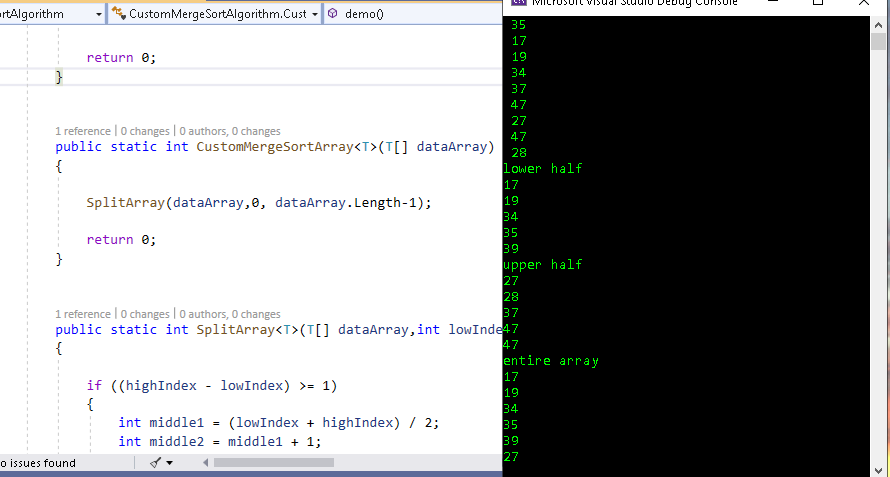 rtAlgorithm
CustomMergeSortAlgorithm.Cust
demo()
return 0;
}
1 reference | 0 changes | 0 authors, 0 changes
public static int CustomMergeSortArray<T>(T[] dataArray)
{
SplitArray(dataArray,0, dataArray.Length-1);
return 0;
}
1 reference | 0 changes | 0 authors, 0 changes
public static int SplitArray<T>(T[] dataArray,int lowInde
{
if ((highIndex - lowIndex) >= 1)
{
int middle1 = (lowIndex + highIndex) / 2;
int middle2 = middle1 + 1;
o issues found
Microsoft Visual Studio Debug Console
35
17
19
34
37
47
27
47
28
lower half
17
19
34
35
39
upper half
27
28
37
47
47
entire array
17
19
34
35
39
27